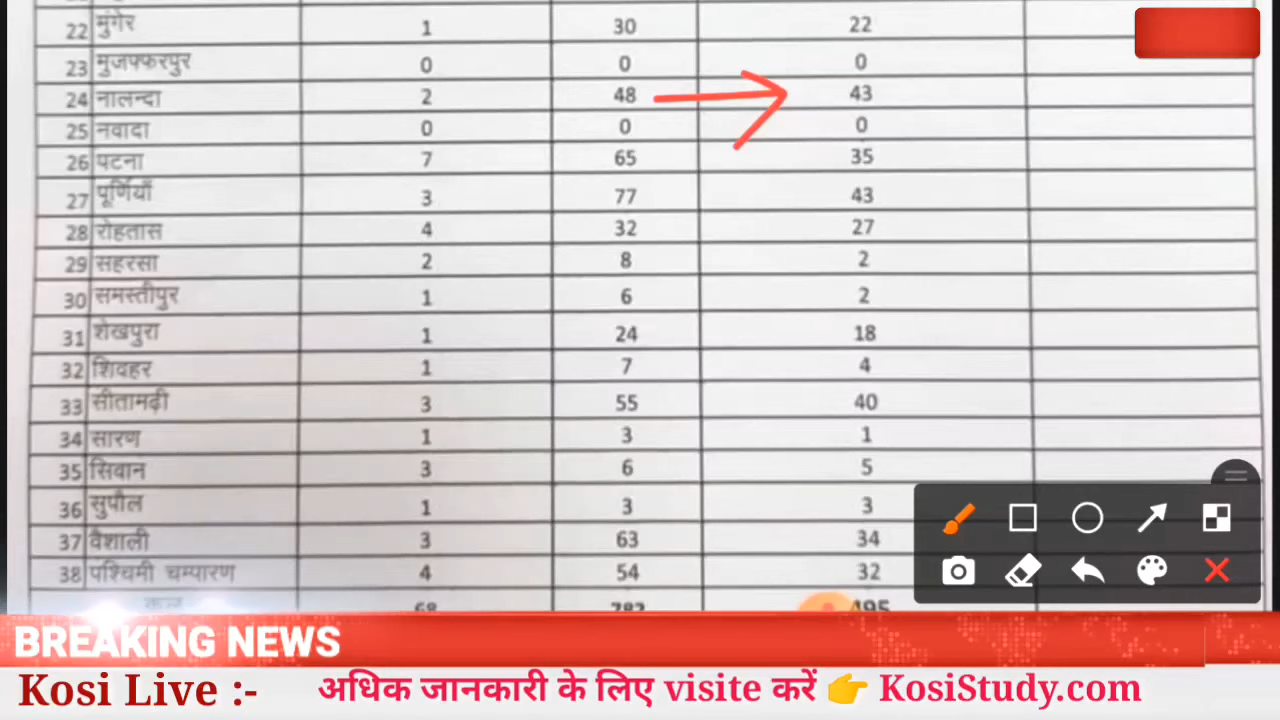 22 मुंगेर 1 30 22
23 मुजफ्फरपुर 0 0 0
24 नालन्दा 2 48 43
25 नवादा 0 0 0
26 पटना 7 65 35
27 पूर्णियाँ 3 77 43
28 रोहतास 4 32 27
29 सहरसा 2 8 2
30 समस्तीपुर 1 6 2
31 शेखपुरा 1 24 18
32 शिवहर 1 7 4
33 सीतामढ़ी 3 55 40
34 सारण 1 3 1
35 सिवान 3 6 5
36 सुपौल 1 3 3
37 वैशाली 3 63 34
38 पश्चिमी चम्पारण 4 54 32
कुल 68 782 495
BREAKING NEWS
Kosi Live :- अधिक जानकारी के लिए visite करें 👉 KosiStudy.com